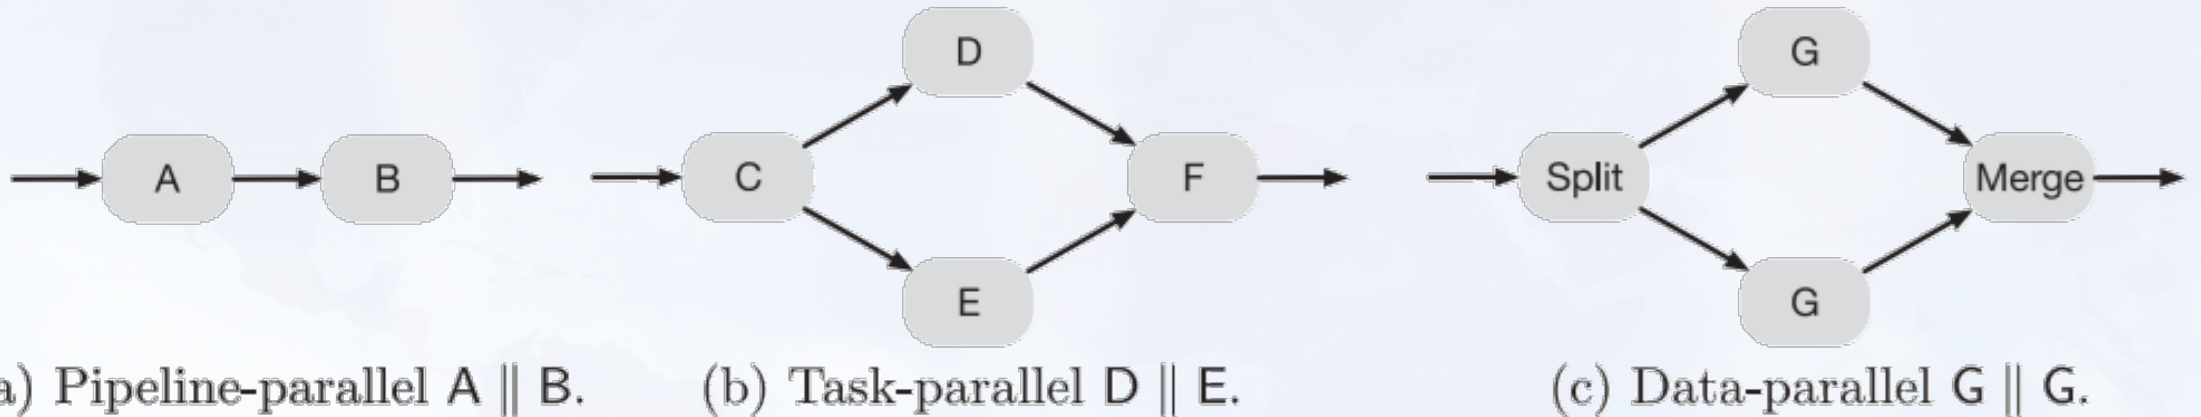 D
G
A
B
C
F
Split
Merge
E
G
a) Pipeline-parallel A || B.
(b) Task-parallel D || E.
(c) Data-parallel G || G.